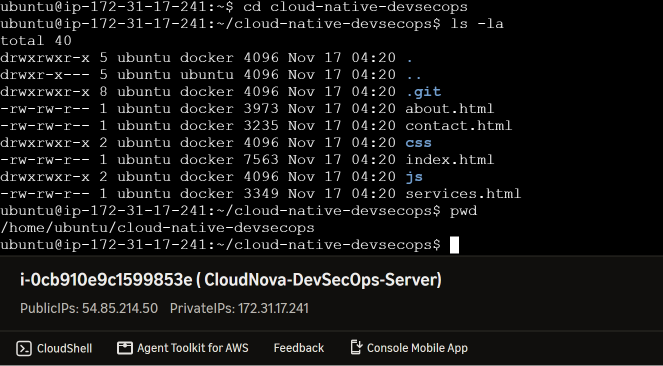 ubuntu@ip-172-31-17-241:~$ cd cloud-native-devsecops
ubuntu@ip-172-31-17-241:~/cloud-native-devsecops$ ls -la
total 40
drwxrwxr-x 5 ubuntu docker 4096 Nov 17 04:20 .
drwxr-x--- 5 ubuntu ubuntu 4096 Nov 17 04:20 ..
drwxrwxr-x 8 ubuntu docker 4096 Nov 17 04:20 .git
-rw-rw-r-- 1 ubuntu docker 3973 Nov 17 04:20 about.html
-rw-rw-r-- 1 ubuntu docker 3235 Nov 17 04:20 contact.html
drwxrwxr-x 2 ubuntu docker 4096 Nov 17 04:20 css
-rw-rw-r-- 1 ubuntu docker 7563 Nov 17 04:20 index.html
drwxrwxr-x 2 ubuntu docker 4096 Nov 17 04:20 js
-rw-rw-r-- 1 ubuntu docker 3349 Nov 17 04:20 services.html
ubuntu@ip-172-31-17-241:~/cloud-native-devsecops$ pwd
/home/ubuntu/cloud-native-devsecops
ubuntu@ip-172-31-17-241:~/cloud-native-devsecops$
i-0cb910e9c1599853e ( CloudNova-DevSecOps-Server)
PublicIPs: 54.85.214.50 PrivateIPs: 172.31.17.241
CloudShell Agent Toolkit for AWS Feedback Console Mobile App